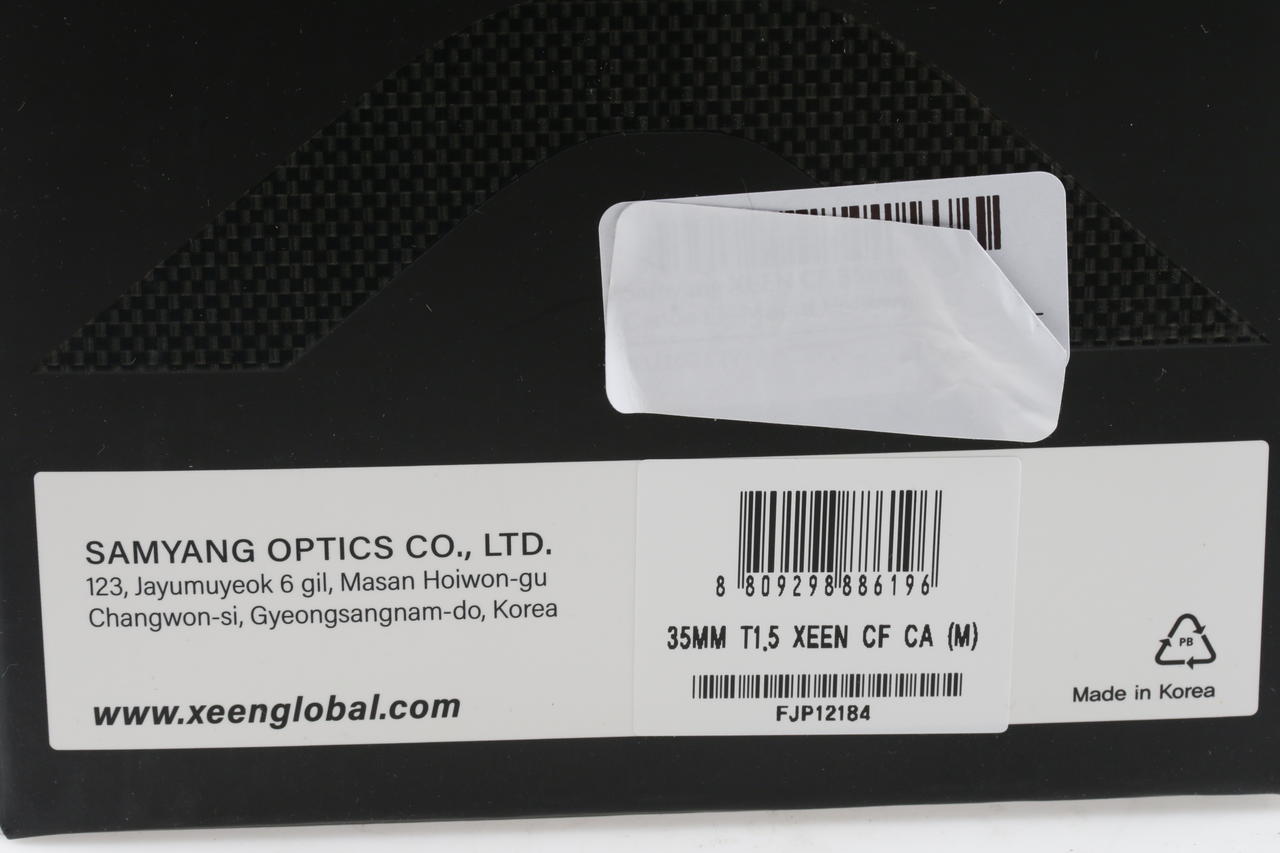 SAMYANG OPTICS CO., LTD.
123, Jayumuyeok 6 gil, Masan Hoiwon-gu
Changwon-si, Gyeongsangnam-do, Korea
www.xeenglobal.com
8 809298 886196
35MM T1.5 XEEN CF CA (M)
FJP12184
PB
Made in Korea